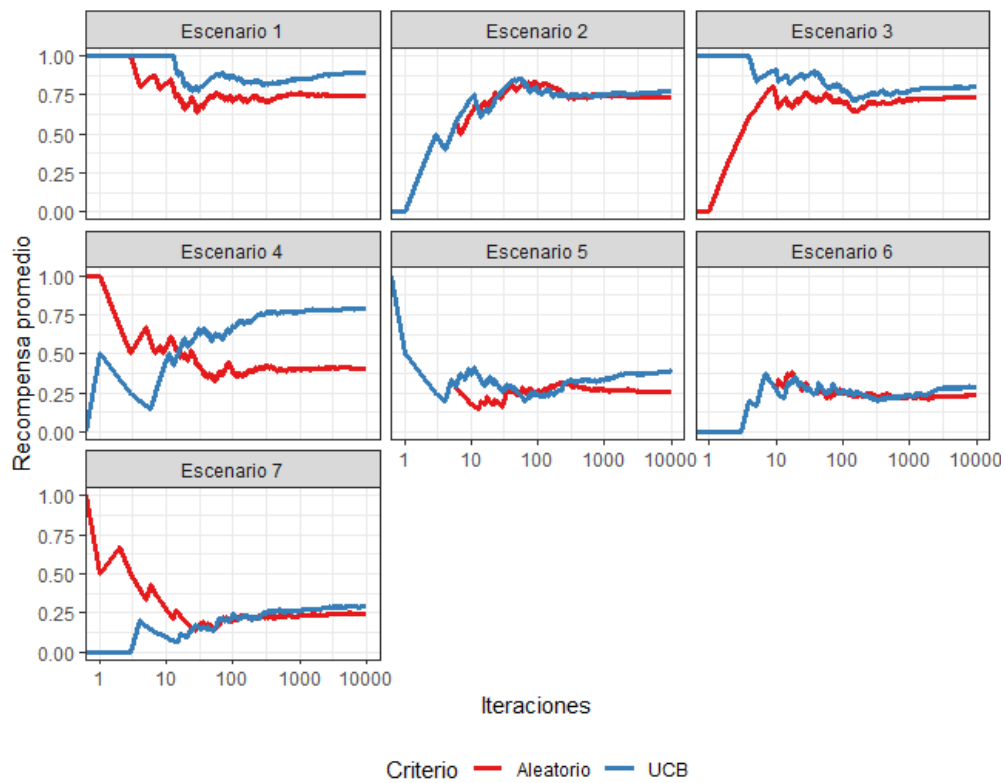 Escenario 1
Escenario 2
Escenario 3
1.00
0.75
0.50
0.25
0.00
Escenario 4
Escenario 5
Escenario 6
1.00
0.75
0.50
0.25
0.00
1 10 100 1000 10000
1 10 100 1000 10000
Escenario 7
1.00
0.75
0.50
0.25
0.00
1 10 100 1000 10000
Recompensa promedio
Iteraciones
Criterio Aleatorio UCB